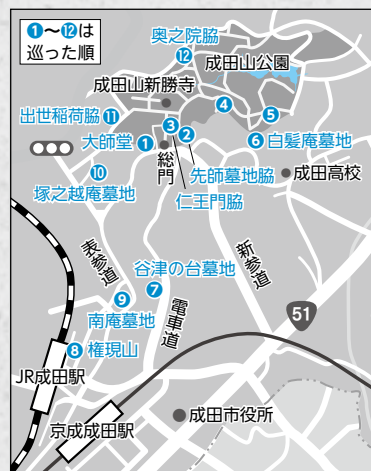 ❶〜⓬は
巡った順
奥之院脇
⓬
成田山公園
成田山新勝寺
❹
❺
出世稲荷脇⓫
❸
❷
大師堂
❶
総門
❻白髪庵墓地
先師墓地脇
成田高校
❿
塚之越庵墓地
仁王門脇
表参道
新参道
谷津の台墓地
❼
電車道
❾
南庵墓地
51
❽権現山
JR成田駅
成田市役所
京成成田駅